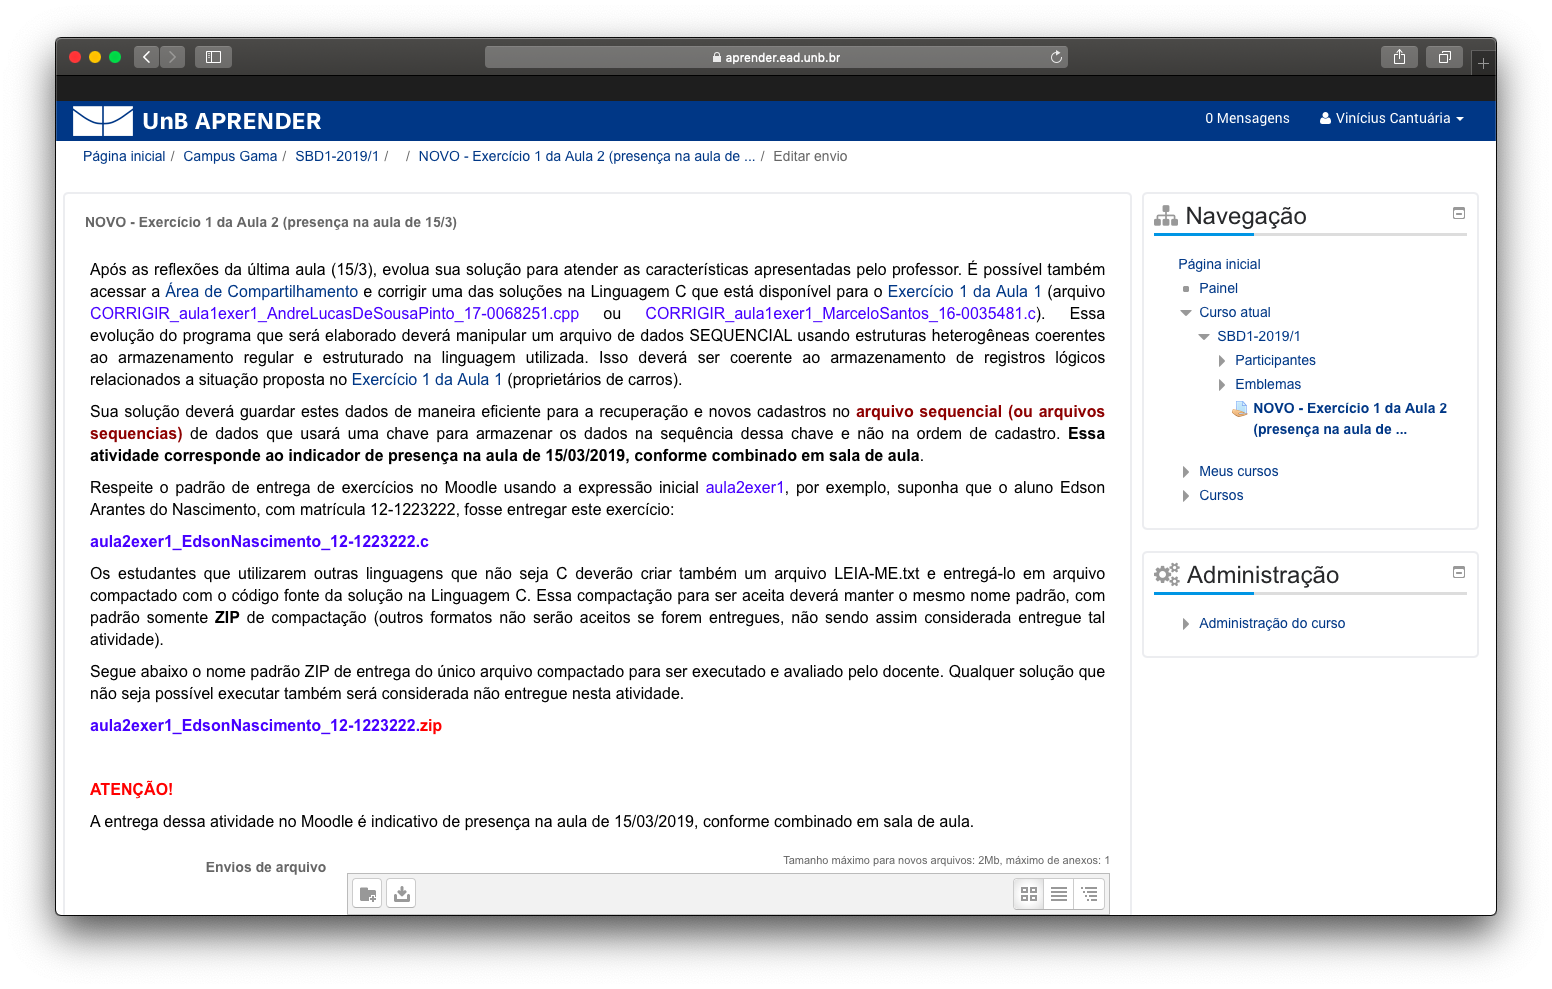 aprender.ead.unb.br
UnB APRENDER
0 Mensagens Vinícius Cantuária
Página inicial / Campus Gama / SBD1-2019/1 / / NOVO - Exercício 1 da Aula 2 (presença na aula de ... / Editar envio
NOVO - Exercício 1 da Aula 2 (presença na aula de 15/3)
Após as reflexões da última aula (15/3), evolua sua solução para atender as características apresentadas pelo professor. É possível também
acessar a Área de Compartilhamento e corrigir uma das soluções na Linguagem C que está disponível para o Exercício 1 da Aula 1 (arquivo
CORRIGIR_aula1exer1_AndreLucasDeSousaPinto_17-0068251.cpp ou CORRIGIR_aula1exer1_MarceloSantos_16-0035481.c). Essa
evolução do programa que será elaborado deverá manipular um arquivo de dados SEQUENCIAL usando estruturas heterogêneas coerentes
ao armazenamento regular e estruturado na linguagem utilizada. Isso deverá ser coerente ao armazenamento de registros lógicos
relacionados a situação proposta no Exercício 1 da Aula 1 (proprietários de carros).
Sua solução deverá guardar estes dados de maneira eficiente para a recuperação e novos cadastros no arquivo sequencial (ou arquivos
sequencias) de dados que usará uma chave para armazenar os dados na sequência dessa chave e não na ordem de cadastro. Essa
atividade corresponde ao indicador de presença na aula de 15/03/2019, conforme combinado em sala de aula.
Respeite o padrão de entrega de exercícios no Moodle usando a expressão inicial aula2exer1, por exemplo, suponha que o aluno Edson
Arantes do Nascimento, com matrícula 12-1223222, fosse entregar este exercício:
aula2exer1_EdsonNascimento_12-1223222.c
Os estudantes que utilizarem outras linguagens que não seja C deverão criar também um arquivo LEIA-ME.txt e entregá-lo em arquivo
compactado com o código fonte da solução na Linguagem C. Essa compactação para ser aceita deverá manter o mesmo nome padrão, com
padrão somente ZIP de compactação (outros formatos não serão aceitos se forem entregues, não sendo assim considerada entregue tal
atividade).
Segue abaixo o nome padrão ZIP de entrega do único arquivo compactado para ser executado e avaliado pelo docente. Qualquer solução que
não seja possível executar também será considerada não entregue nesta atividade.
aula2exer1_EdsonNascimento_12-1223222.zip
ATENÇÃO!
A entrega dessa atividade no Moodle é indicativo de presença na aula de 15/03/2019, conforme combinado em sala de aula.
Tamanho máximo para novos arquivos: 2Mb, máximo de anexos: 1
Envios de arquivo
Navegação
Página inicial
Painel
Curso atual
SBD1-2019/1
Participantes
Emblemas
NOVO - Exercício 1 da Aula 2
(presença na aula de ...
Meus cursos
Cursos
Administração
Administração do curso